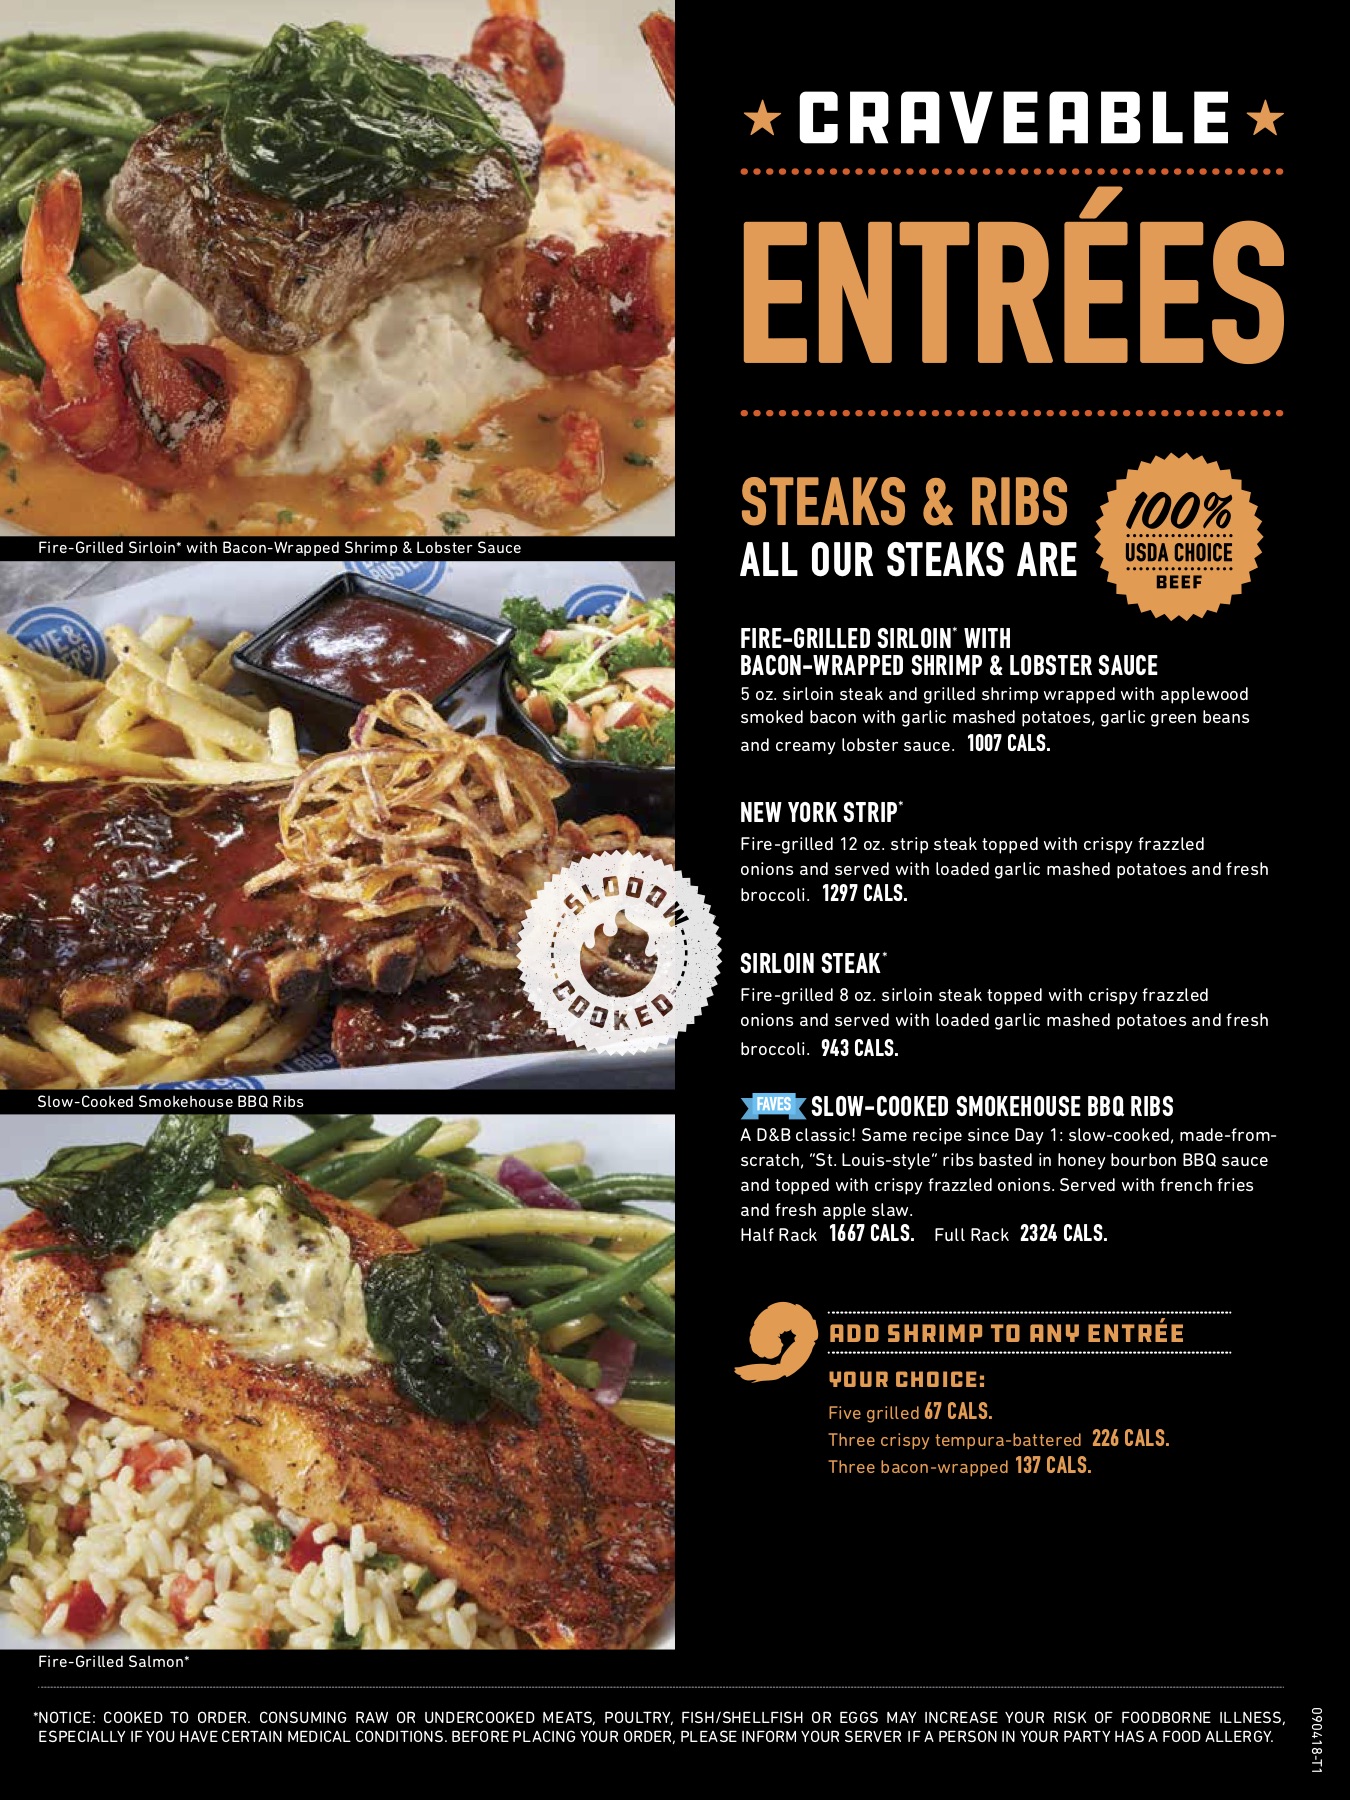 CRAVEABLE
ENTRÉES
STEAKS & RIBS
ALL OUR STEAKS ARE
100%
USDA CHOICE
BEEF
FIRE-GRILLED SIRLOIN* WITH
BACON-WRAPPED SHRIMP & LOBSTER SAUCE
5 oz. sirloin steak and grilled shrimp wrapped with applewood
smoked bacon with garlic mashed potatoes, garlic green beans
and creamy lobster sauce. 1007 CALS.
NEW YORK STRIP*
Fire-grilled 12 oz. strip steak topped with crispy frazzled
onions and served with loaded garlic mashed potatoes and fresh
broccoli. 1297 CALS.
SIRLOIN STEAK*
Fire-grilled 8 oz. sirloin steak topped with crispy frazzled
onions and served with loaded garlic mashed potatoes and fresh
broccoli. 943 CALS.
FAVES SLOW-COOKED SMOKEHOUSE BBQ RIBS
A D&B classic! Same recipe since Day 1: slow-cooked, made-from-
scratch, “St. Louis-style” ribs basted in honey bourbon BBQ sauce
and topped with crispy frazzled onions. Served with french fries
and fresh apple slaw.
Half Rack 1667 CALS. Full Rack 2324 CALS.
ADD SHRIMP TO ANY ENTRÉE
YOUR CHOICE:
Five grilled 67 CALS.
Three crispy tempura-battered 226 CALS.
Three bacon-wrapped 137 CALS.
Fire-Grilled Sirloin* with Bacon-Wrapped Shrimp & Lobster Sauce
SLOOOW
COOKED
Slow-Cooked Smokehouse BBQ Ribs
Fire-Grilled Salmon*
*NOTICE: COOKED TO ORDER. CONSUMING RAW OR UNDERCOOKED MEATS, POULTRY, FISH/SHELLFISH OR EGGS MAY INCREASE YOUR RISK OF FOODBORNE ILLNESS,
ESPECIALLY IF YOU HAVE CERTAIN MEDICAL CONDITIONS. BEFORE PLACING YOUR ORDER, PLEASE INFORM YOUR SERVER IF A PERSON IN YOUR PARTY HAS A FOOD ALLERGY.
090418-T1